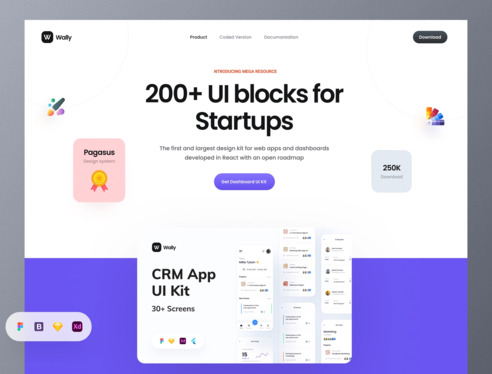 Wally
Product
Coded Version
Documentation
Download
NTRODUCING MEGA RESOURCE
200+ UI blocks for
Startups
The first and largest design kit for web apps and dashboards
developed in React with an open roadmap
Get Dashboard UI Kit
Pagasus
Design system
250K
Download
Wally
CRM App
UI Kit
30+ Screens
Xd